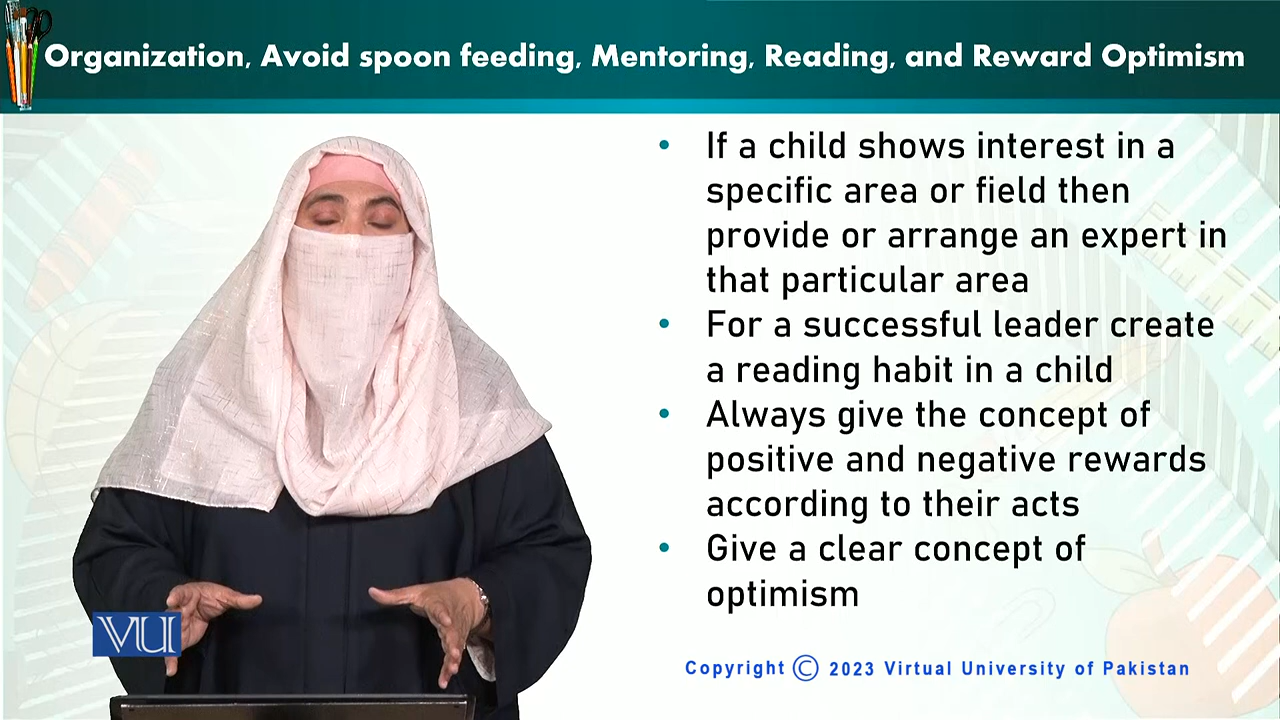 Organization, Avoid spoon feeding, Mentoring, Reading, and Reward Optimism
• If a child shows interest in a
specific area or field then
provide or arrange an expert in
that particular area
• For a successful leader create
a reading habit in a child
• Always give the concept of
positive and negative rewards
according to their acts
• Give a clear concept of
optimism
VU
Copyright © 2023 Virtual University of Pakistan